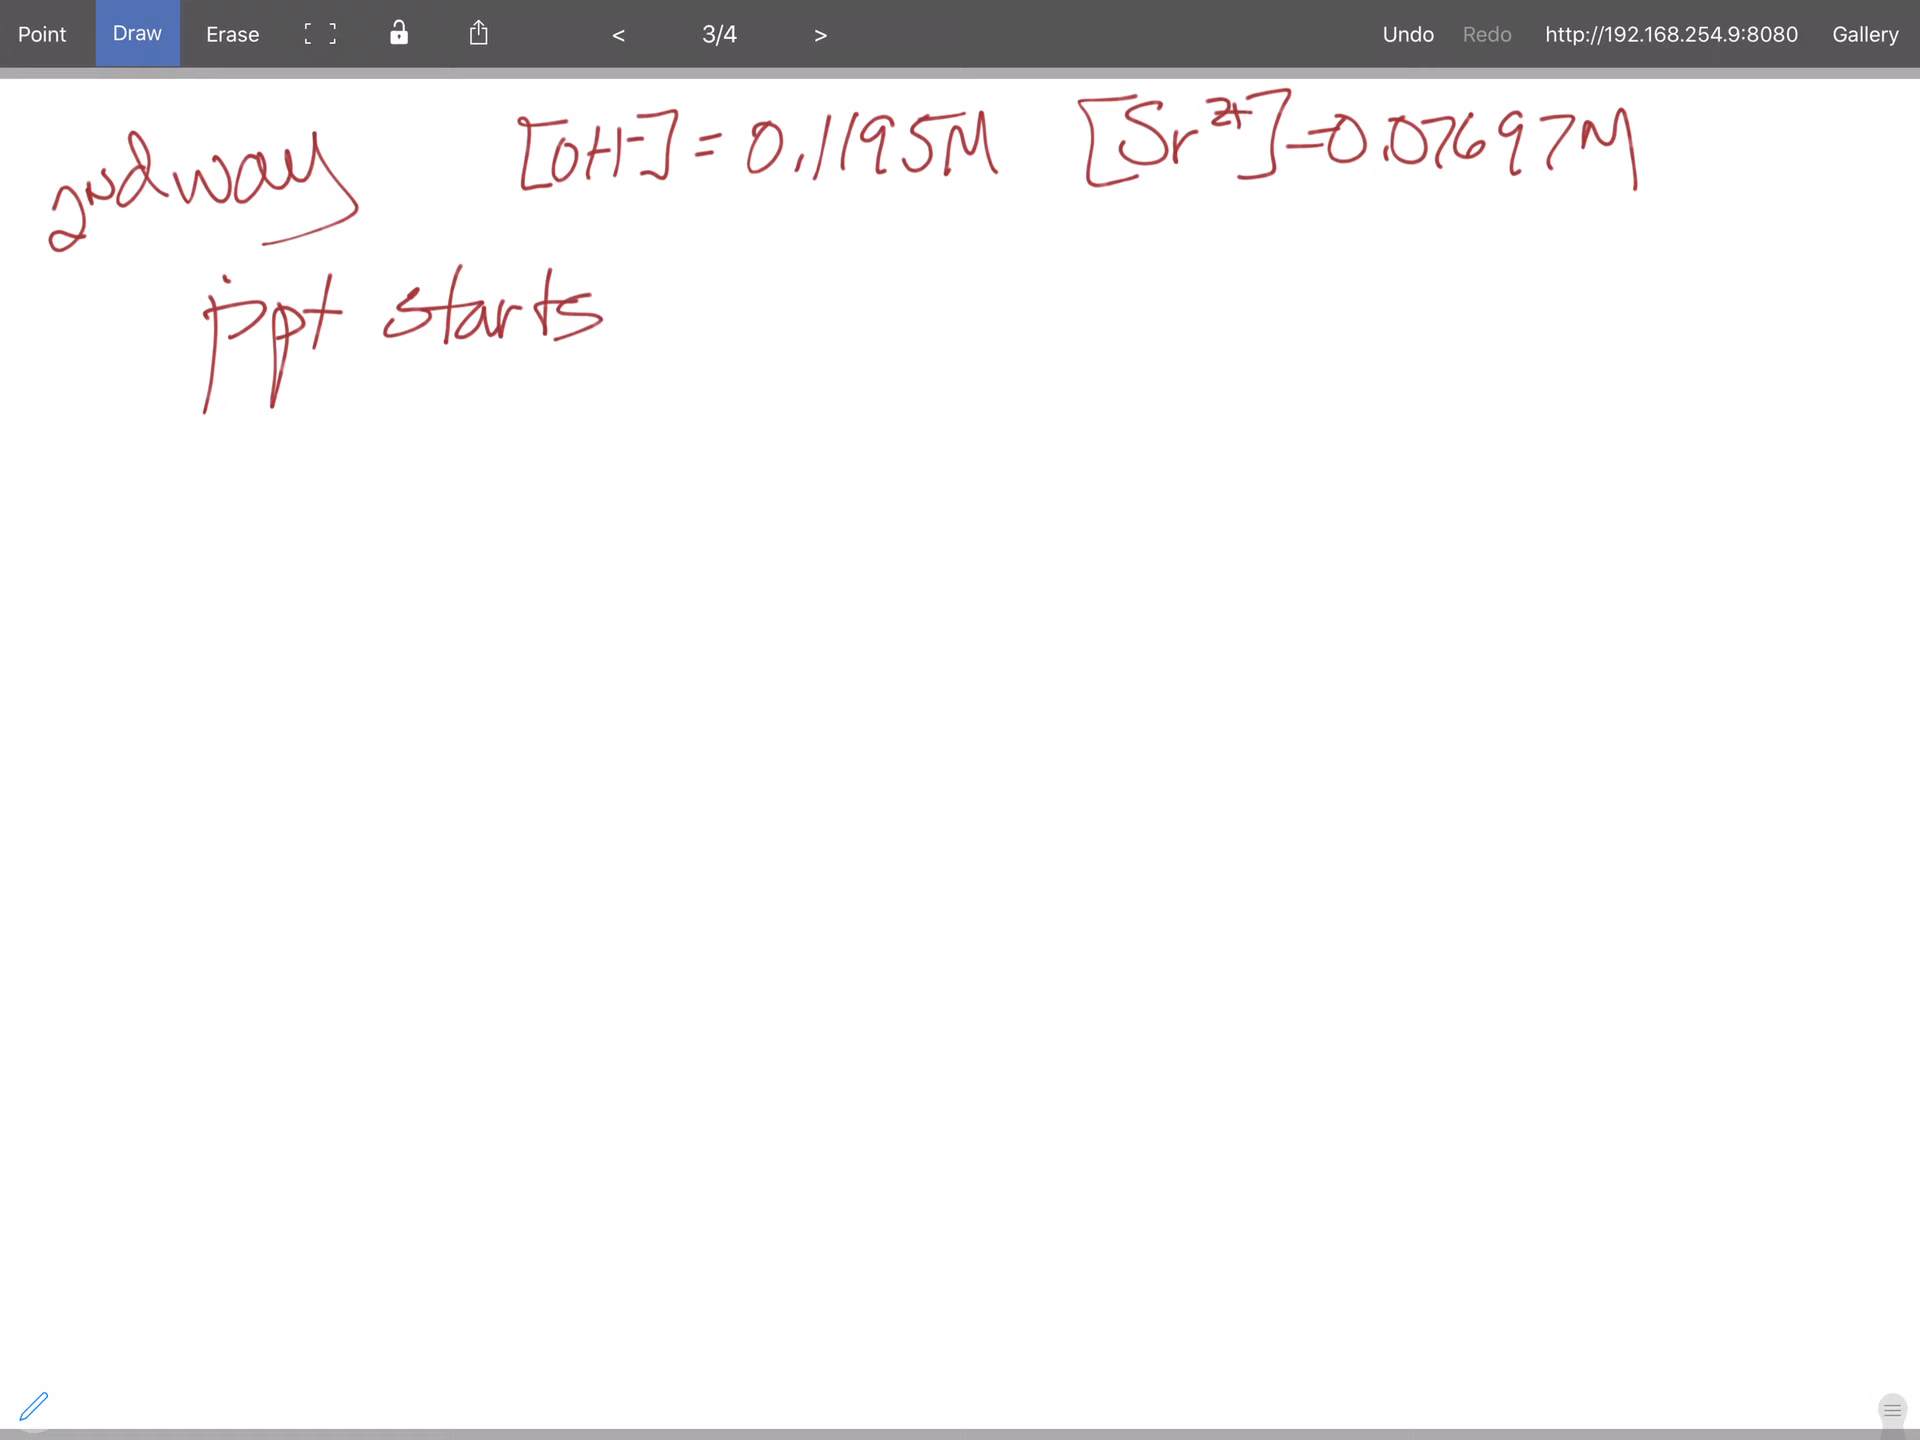 Point Draw Erase < 3/4 > Undo Redo http://192.168.254.9:8080 Gallery
2nd way [OH-] = 0.1195M [Sr2+]=0.07697M
ppt starts